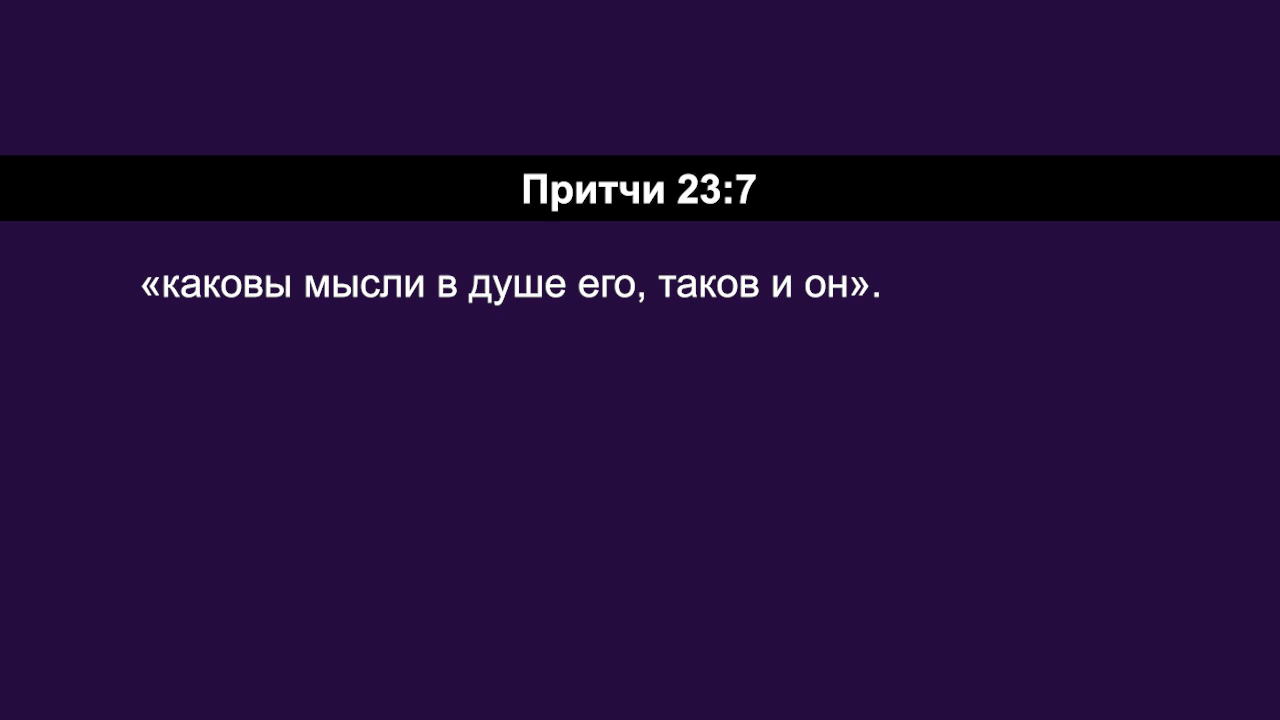 Притчи 23:7
«каковы мысли в душе его, таков и он».